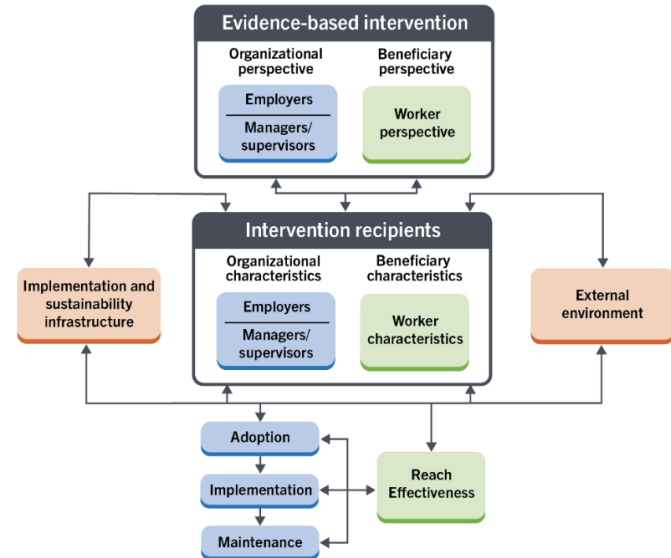 Evidence-based intervention
Organizational
perspective
Beneficiary
perspective
Employers
Managers/
supervisors
Worker
perspective
Intervention recipients
Organizational
characteristics
Beneficiary
characteristics
Employers
Managers/
supervisors
Worker
characteristics
Implementation and
sustainability
infrastructure
External
environment
Adoption
Implementation
Maintenance
Reach
Effectiveness